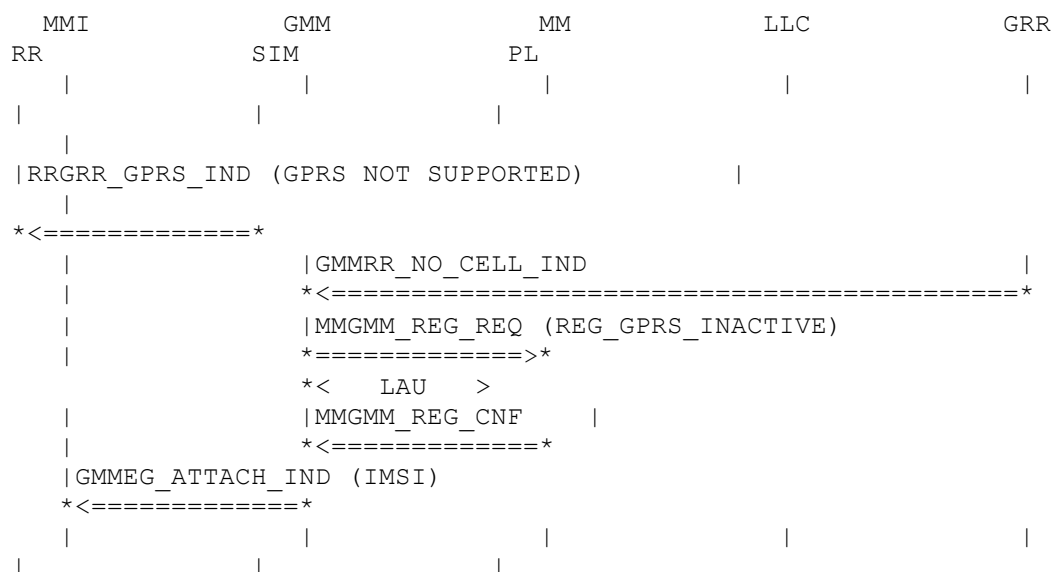 MMI GMM MM LLC GRR
RR SIM PL
| | | | |
| | |
|
|RRGRR_GPRS_IND (GPRS NOT SUPPORTED) |
|
*<=============*
| |GMMRR_NO_CELL_IND |
| *<===========================================*
| |MMGMM_REG_REQ (REG_GPRS_INACTIVE)
| *=============>*
*< LAU >
| |MMGMM_REG_CNF |
| *<=============*
|GMMEG_ATTACH_IND (IMSI)
*<=============*
| | | | |
| | |